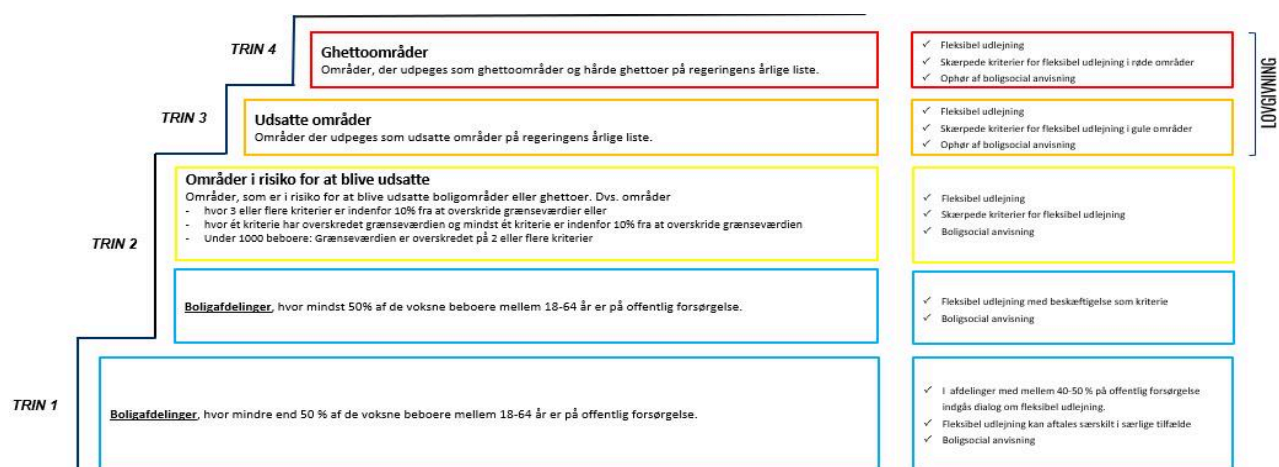 TRIN 4
Ghettoområder
Områder, der udpeges som ghettoområder og hårde ghettoer på regeringens årlige liste.
✓ Fleksibel udlejning
✓ Skærpede kriterier for fleksibel udlejning i røde områder
✓ Ophør af boligsocial anvisning
LOVGIVNING
TRIN 3
Udsatte områder
Områder der udpeges som udsatte områder på regeringens årlige liste.
✓ Fleksibel udlejning
✓ Skærpede kriterier for fleksibel udlejning i gule områder
✓ Ophør af boligsocial anvisning
TRIN 2
Områder i risiko for at blive udsatte
Områder, som er i risiko for at blive udsatte boligområder eller ghettoer. Dvs. områder
- hvor 3 eller flere kriterier er indenfor 10% fra at overskride grænseværdier eller
- hvor ét kriterie har overskredet grænseværdien og mindst ét kriterie er indenfor 10% fra at overskride grænseværdien
- Under 1000 beboere: Grænseværdien er overskredet på 2 eller flere kriterier
✓ Fleksibel udlejning
✓ Skærpede kriterier for fleksibel udlejning
✓ Boligsocial anvisning
Boligafdelinger, hvor mindst 50% af de voksne beboere mellem 18-64 år er på offentlig forsørgelse.
✓ Fleksibel udlejning med beskæftigelse som kriterie
✓ Boligsocial anvisning
TRIN 1
Boligafdelinger, hvor mindre end 50 % af de voksne beboere mellem 18-64 år er på offentlig forsørgelse.
✓ I afdelinger med mellem 40-50 % på offentlig forsørgelse
indgås dialog om fleksibel udlejning.
✓ Fleksibel udlejning kan aftales særskilt i særlige tilfælde
✓ Boligsocial anvisning